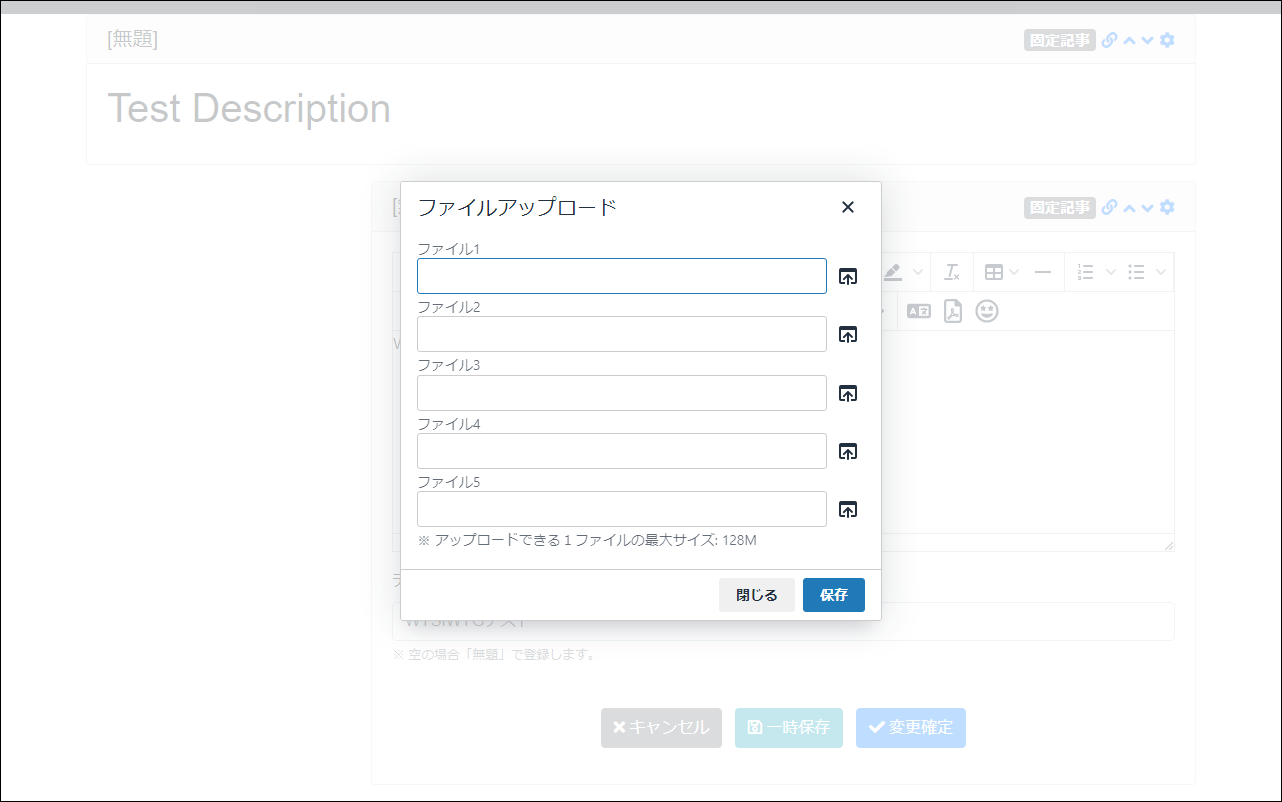 [無題]
固定記事
Test Description
固定記事
ファイルアップロード
ファイル1
ファイル2
ファイル3
ファイル4
ファイル5
※ アップロードできる１ファイルの最大サイズ: 128M
閉じる
保存
※ 空の場合「無題」で登録します。
キャンセル
一時保存
変更確定